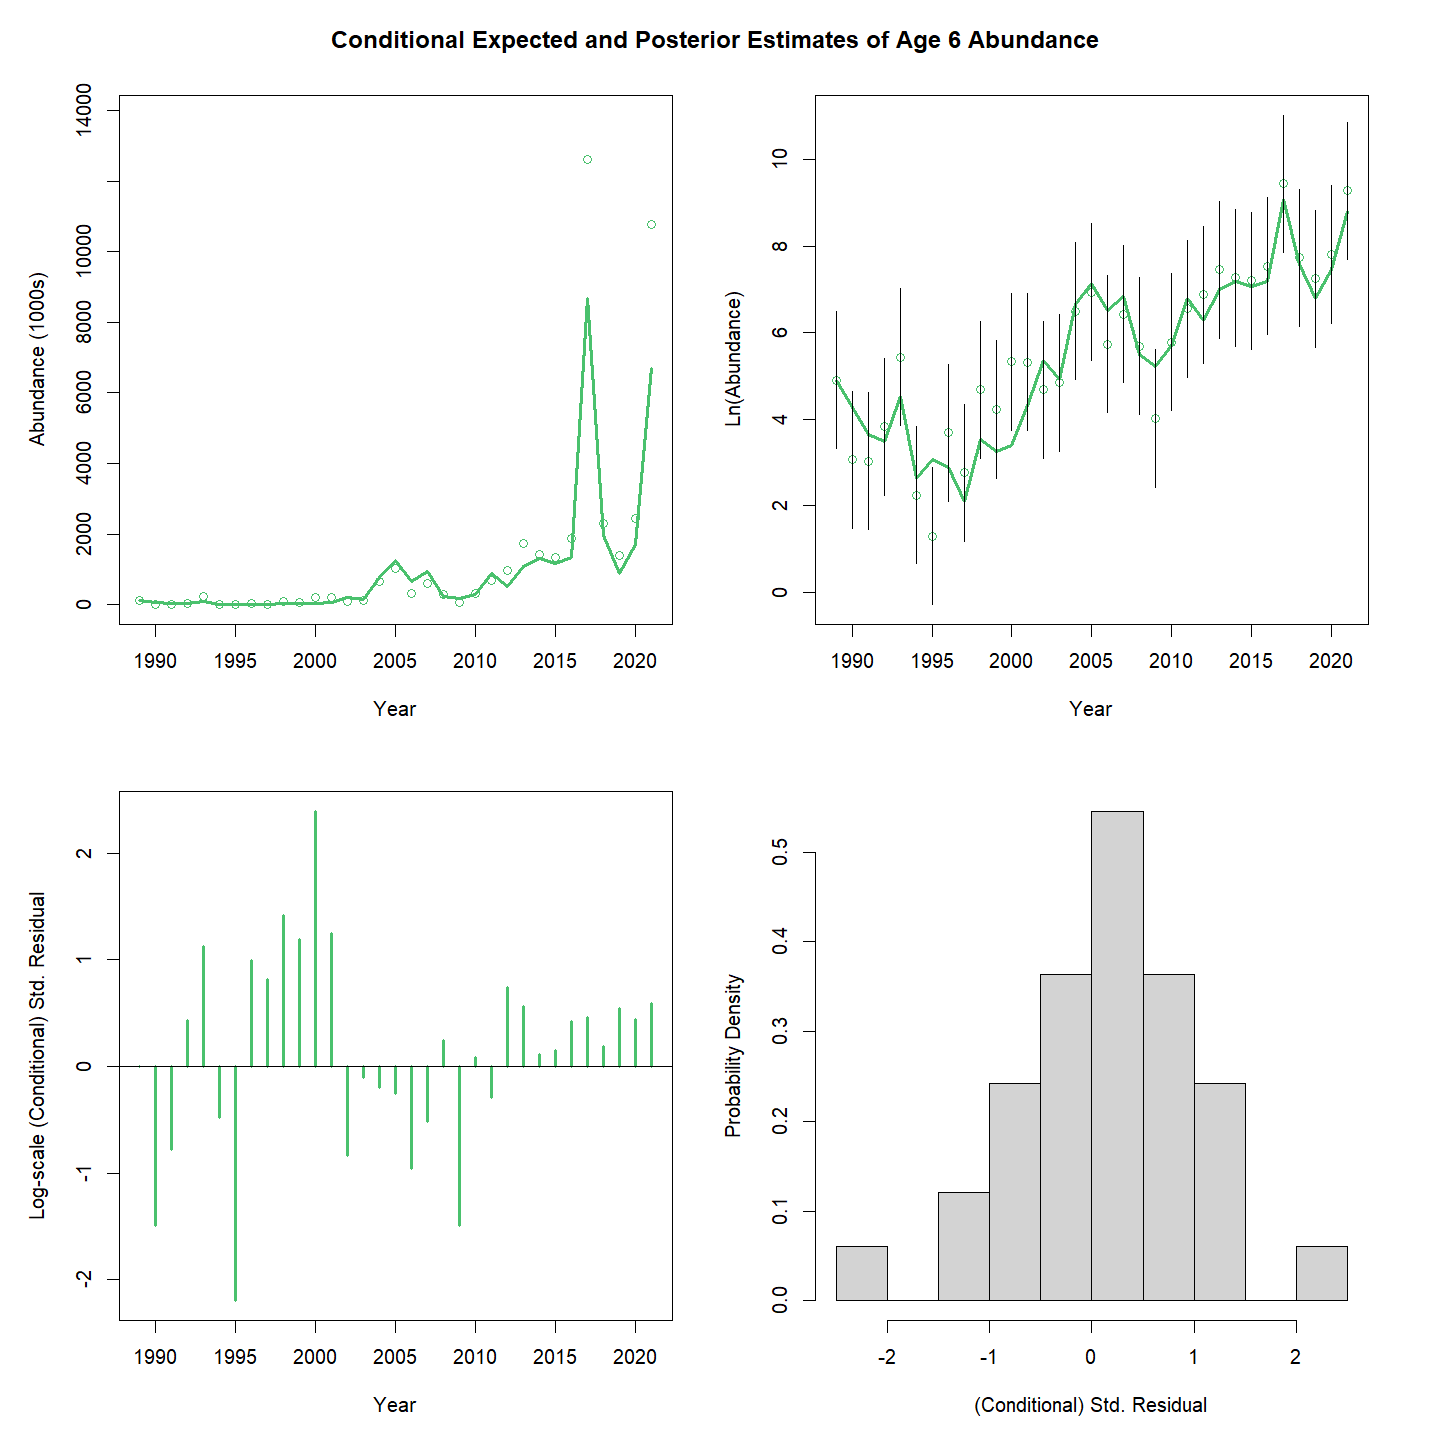 Conditional Expected and Posterior Estimates of Age 6 Abundance
Abundance (1000s)
0 2000 4000 6000 8000 10000 14000
1990 1995 2000 2005 2010 2015 2020
Year
Ln(Abundance)
0 2 4 6 8 10
1990 1995 2000 2005 2010 2015 2020
Year
Log-scale (Conditional) Std. Residual
-2 -1 0 1 2
1990 1995 2000 2005 2010 2015 2020
Year
Probability Density
0.0 0.1 0.2 0.3 0.4 0.5
-2 -1 0 1 2
(Conditional) Std. Residual